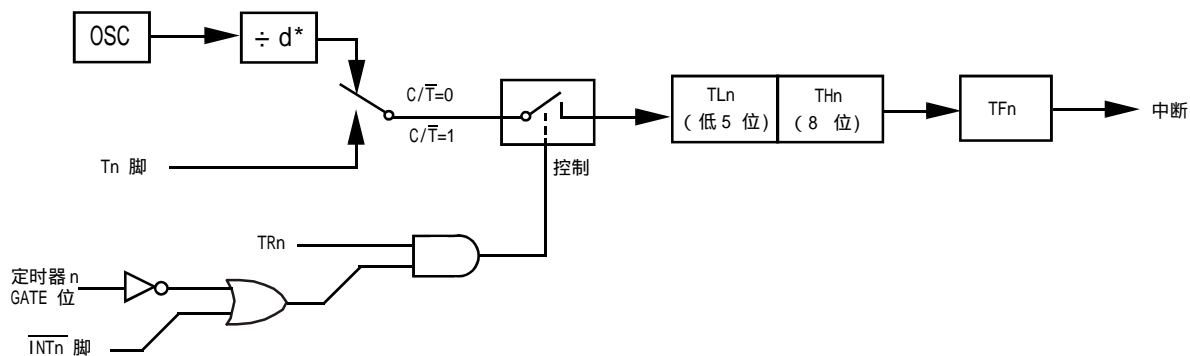 OSC
÷ d*
C/T̅=0
C/T̅=1
Tn 脚
控制
TLn
(低5 位)
THn
(8 位)
TFn
中断
TRn
定时器n
GATE 位
I̅N̅T̅n̅ 脚